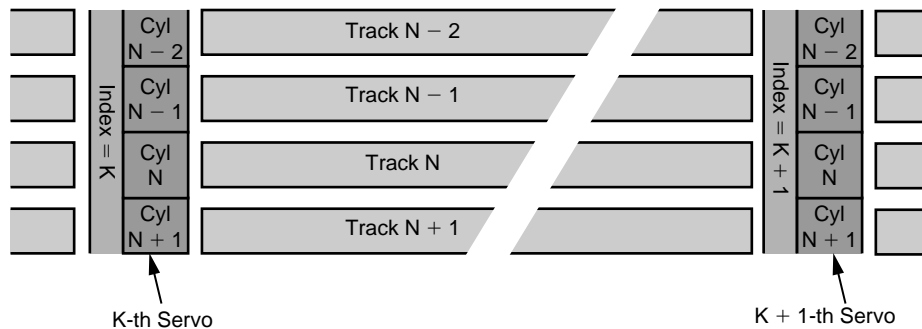 Index = K
Cyl
N − 2
Cyl
N − 1
Cyl
N
Cyl
N + 1
Track N − 2
Track N − 1
Track N
Track N + 1
Index = K + 1
Cyl
N − 2
Cyl
N − 1
Cyl
N
Cyl
N + 1
K-th Servo
K + 1-th Servo